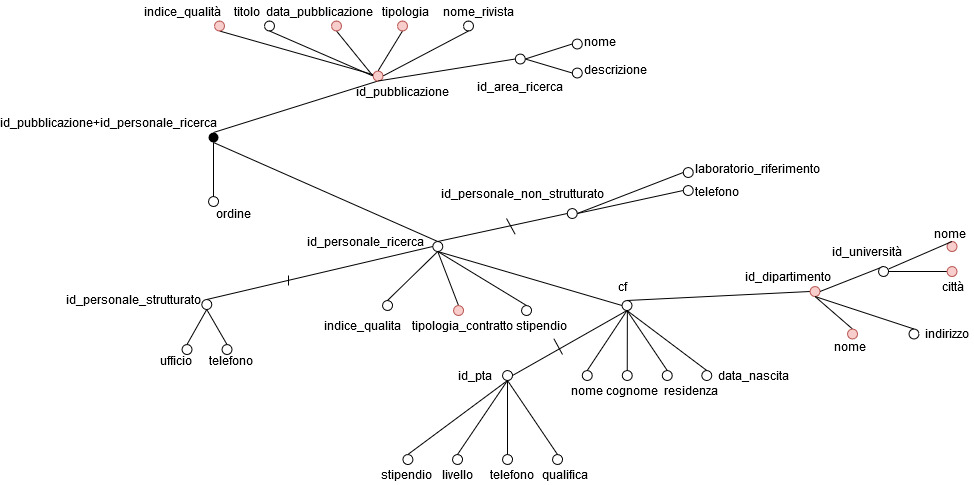 indice_qualità titolo data_pubblicazione tipologia nome_rivista
nome
descrizione
id_area_ricerca
id_pubblicazione
id_pubblicazione+id_personale_ricerca
ordine
laboratorio_riferimento
id_personale_non_strutturato
telefono
nome
id_personale_ricerca
id_università
id_dipartimento
città
cf
id_personale_strutturato
indice_qualita tipologia_contratto stipendio
indirizzo
nome
ufficio telefono
id_pta
data_nascita
nome cognome residenza
stipendio livello telefono qualifica